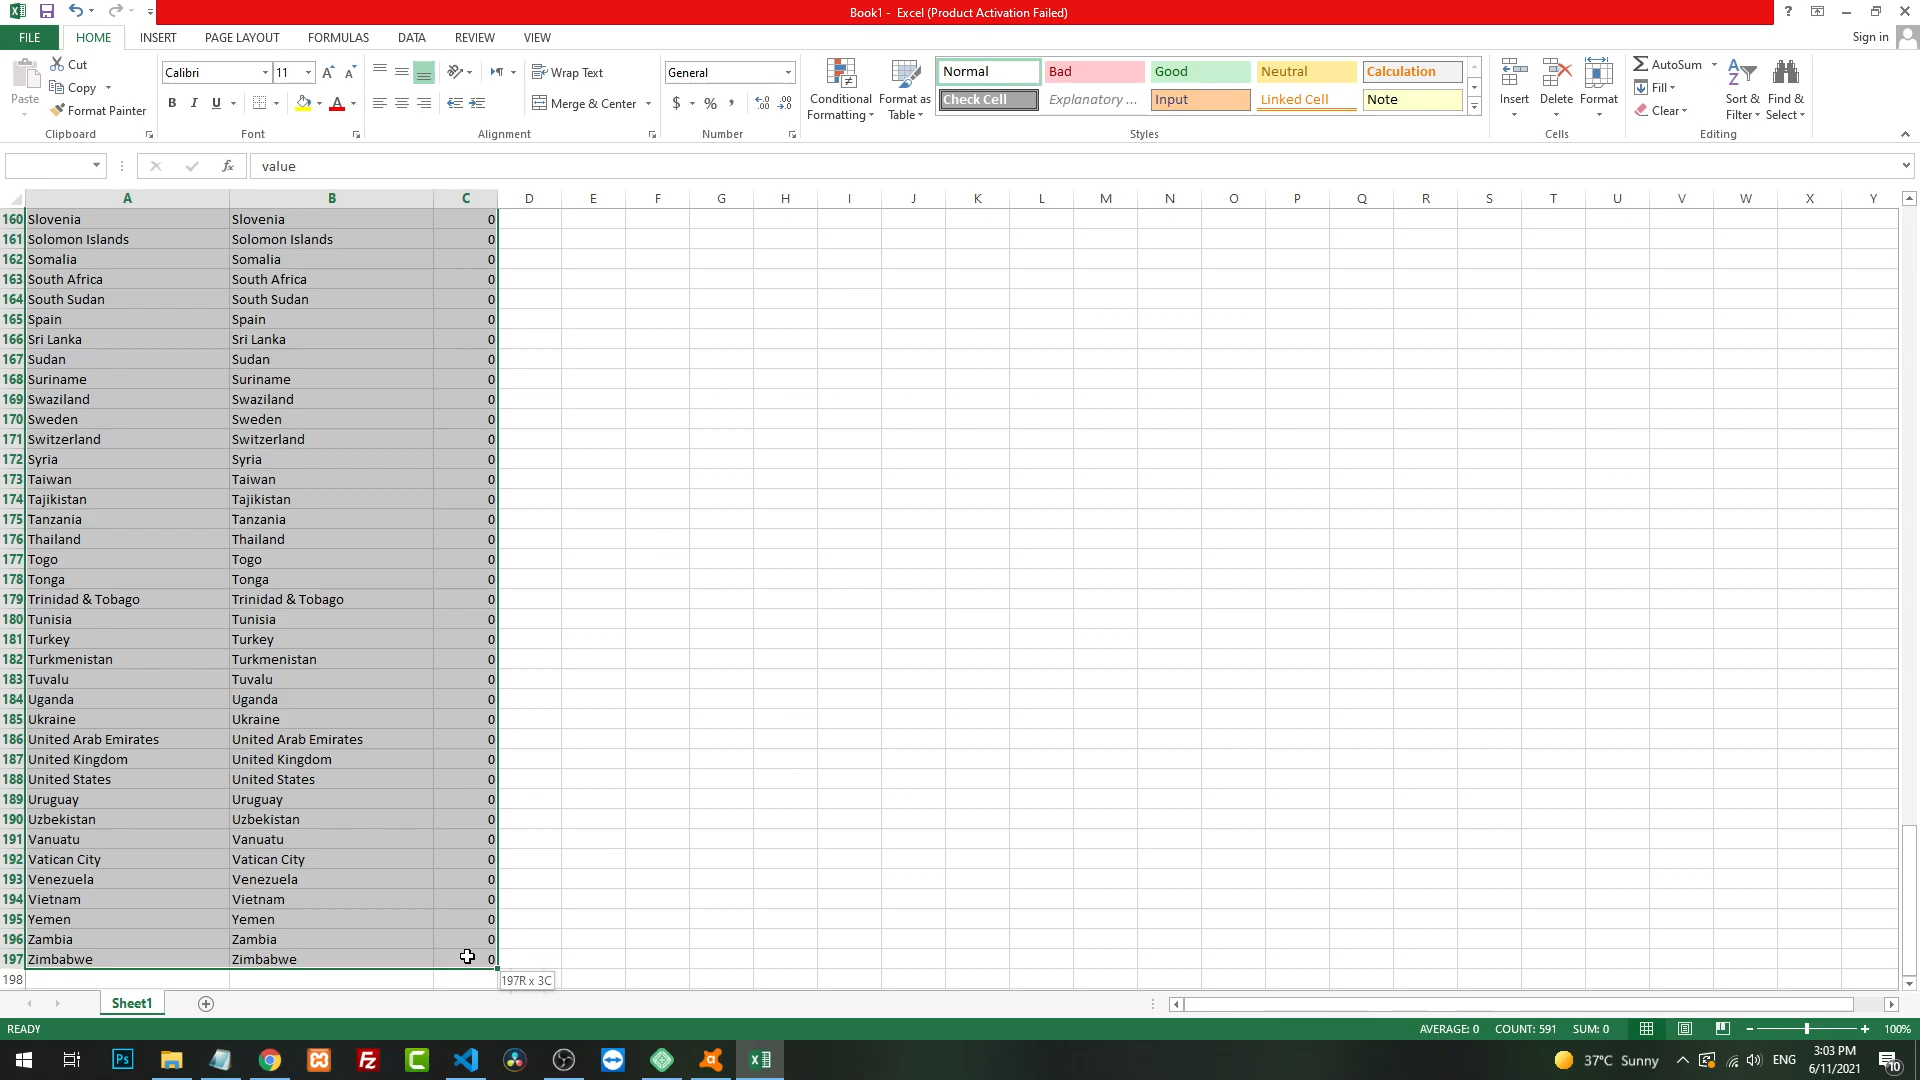 Book1 - Excel (Product Activation Failed)
FILE HOME INSERT PAGE LAYOUT FORMULAS DATA REVIEW VIEW Sign in
Cut Calibri 11 Wrap Text General Normal Bad Good Neutral Calculation AutoSum
Copy Fill
Paste Conditional Format as Insert Delete Format Sort & Find &
Format Painter Merge & Center $ % Check Cell Explanatory ... Input Linked Cell Note Formatting Table Clear Filter Select
B I U A
Clipboard Font Alignment Number Styles Cells Editing
fx value
A B C D E F G H I J K L M N O P Q R S T U V W X Y
160 Slovenia Slovenia 0
161 Solomon Islands Solomon Islands 0
162 Somalia Somalia 0
163 South Africa South Africa 0
164 South Sudan South Sudan 0
165 Spain Spain 0
166 Sri Lanka Sri Lanka 0
167 Sudan Sudan 0
168 Suriname Suriname 0
169 Swaziland Swaziland 0
170 Sweden Sweden 0
171 Switzerland Switzerland 0
172 Syria Syria 0
173 Taiwan Taiwan 0
174 Tajikistan Tajikistan 0
175 Tanzania Tanzania 0
176 Thailand Thailand 0
177 Togo Togo 0
178 Tonga Tonga 0
179 Trinidad & Tobago Trinidad & Tobago 0
180 Tunisia Tunisia 0
181 Turkey Turkey 0
182 Turkmenistan Turkmenistan 0
183 Tuvalu Tuvalu 0
184 Uganda Uganda 0
185 Ukraine Ukraine 0
186 United Arab Emirates United Arab Emirates 0
187 United Kingdom United Kingdom 0
188 United States United States 0
189 Uruguay Uruguay 0
190 Uzbekistan Uzbekistan 0
191 Vanuatu Vanuatu 0
192 Vatican City Vatican City 0
193 Venezuela Venezuela 0
194 Vietnam Vietnam 0
195 Yemen Yemen 0
196 Zambia Zambia 0
197 Zimbabwe Zimbabwe 0
198 197R x 3C
Sheet1
READY AVERAGE: 0 COUNT: 591 SUM: 0 100%
37°C Sunny ENG 3:03 PM
6/11/2021 10